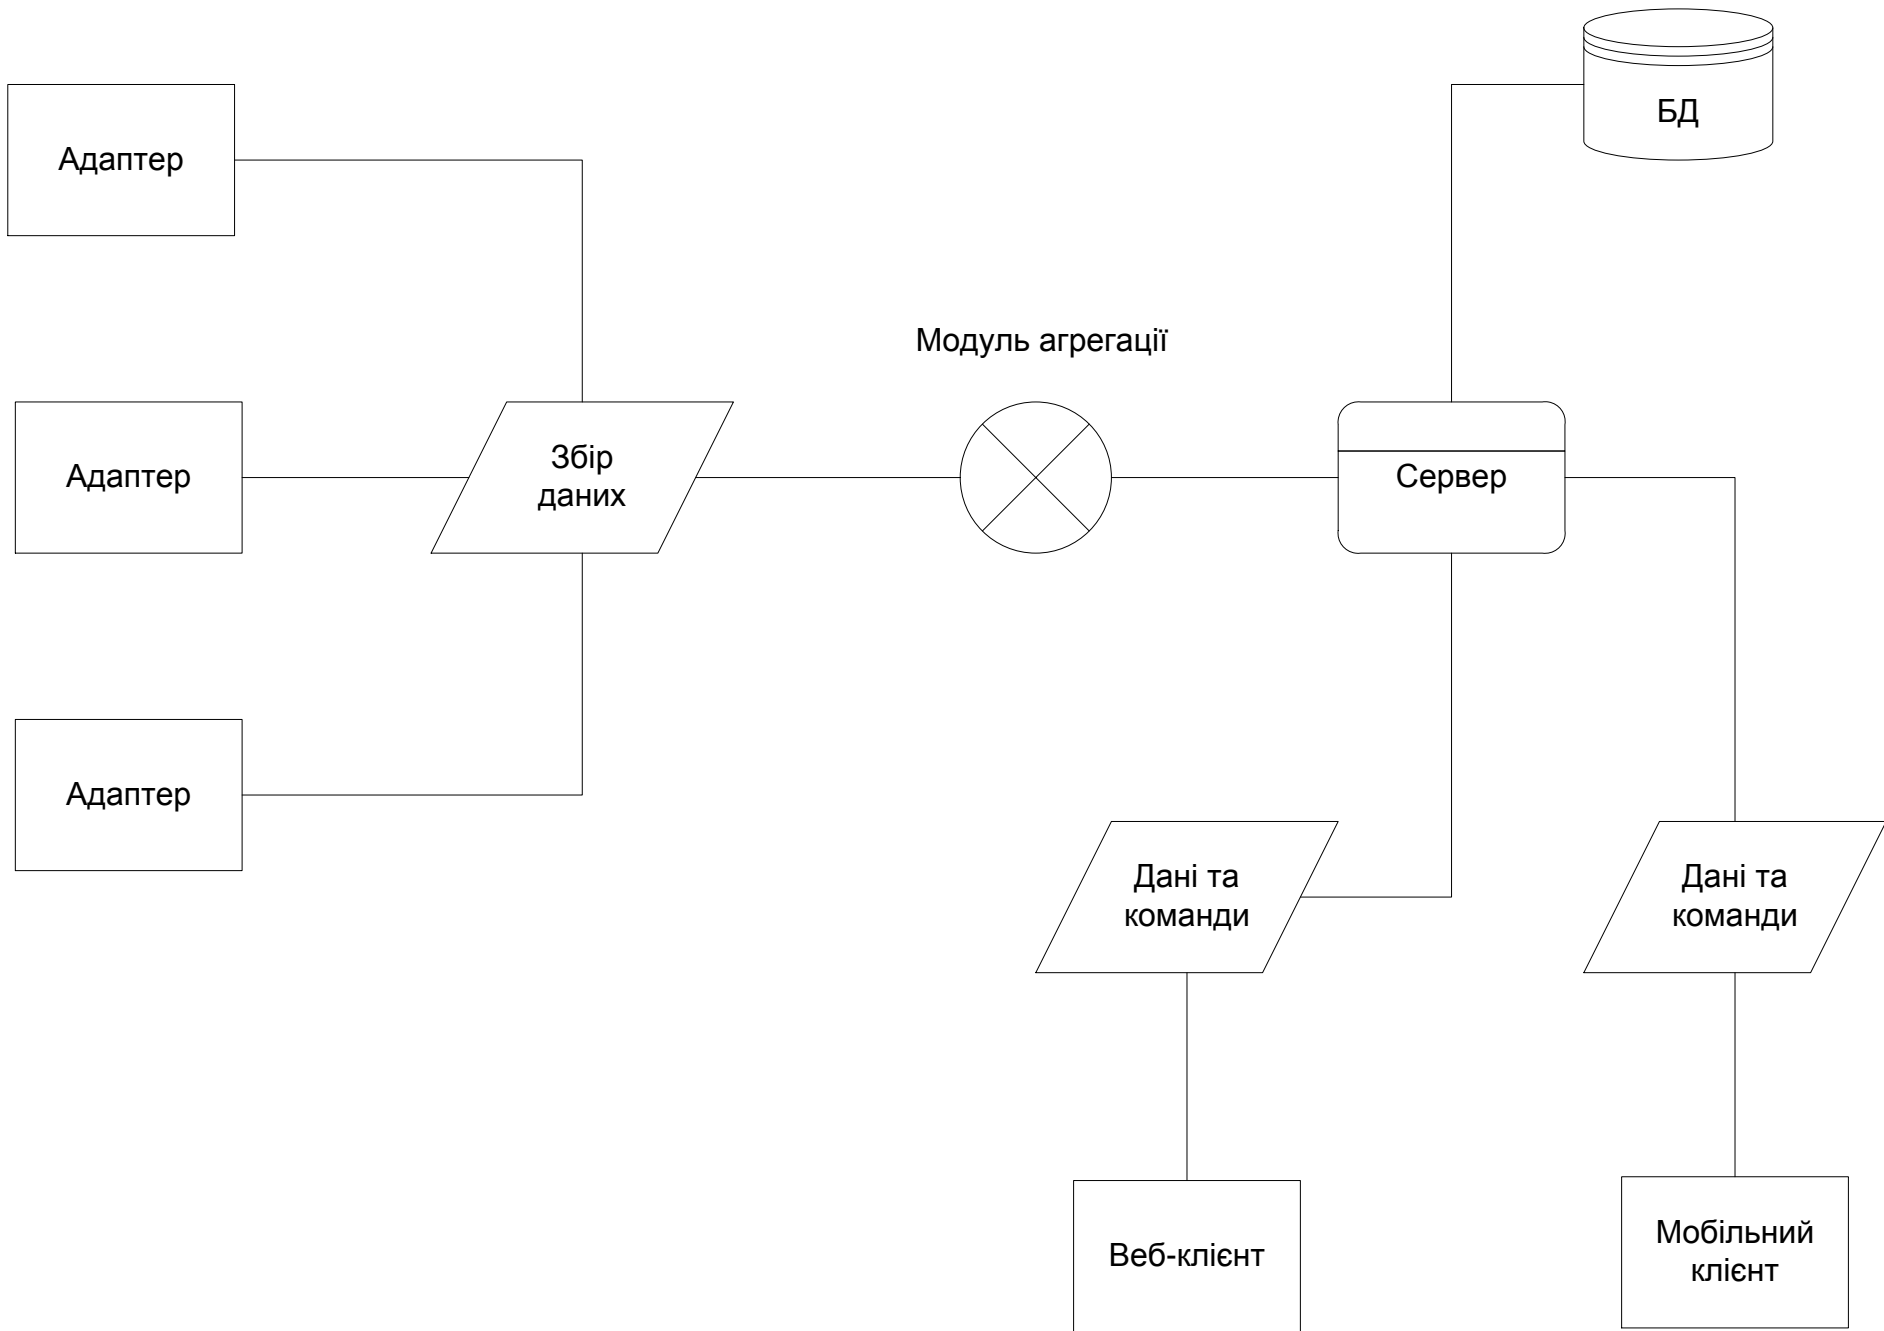 БД
Адаптер
Модуль агрегації
Адаптер
Збір
даних
Сервер
Адаптер
Дані та
команди
Дані та
команди
Веб-клієнт
Мобільний
клієнт